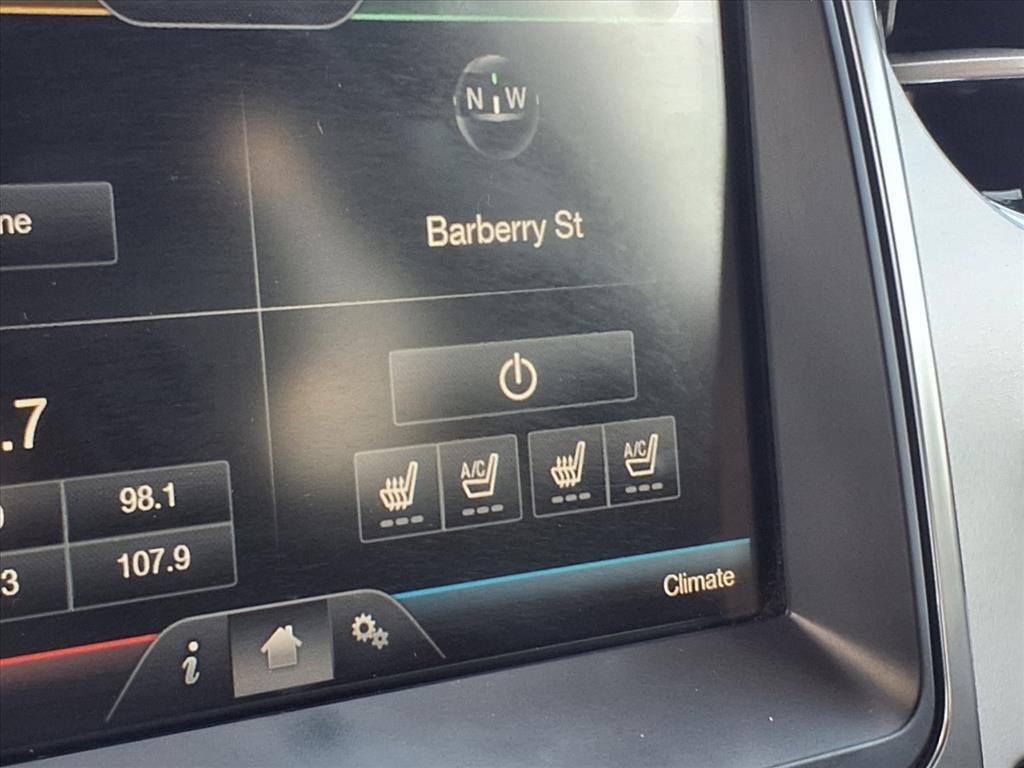 N W
Barberry St
ne
.7
A/C
A/C
98.1
3
107.9
Climate
i